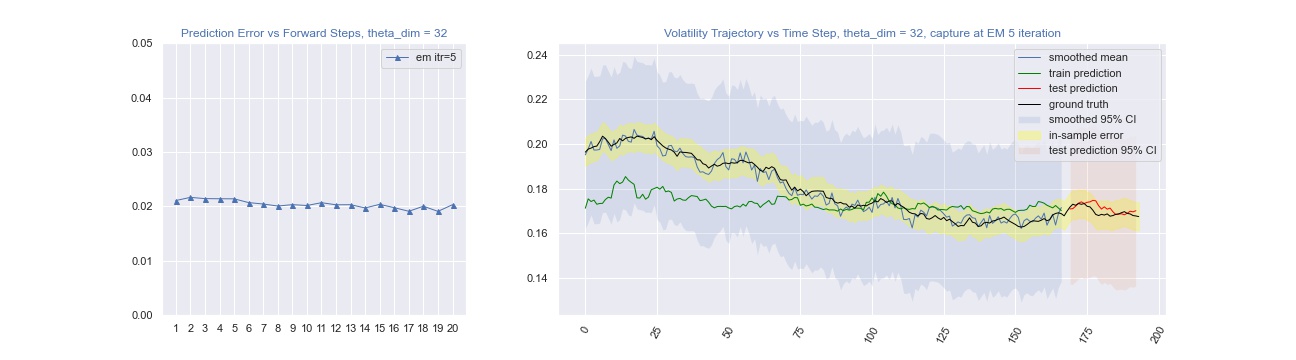 Prediction Error vs Forward Steps, theta_dim = 32
0.05
0.04
0.03
0.02
0.01
0.00
em itr=5
1 2 3 4 5 6 7 8 9 10 11 12 13 14 15 16 17 18 19 20
Volatility Trajectory vs Time Step, theta_dim = 32, capture at EM 5 iteration
0.24
0.22
0.20
0.18
0.16
0.14
smoothed mean
train prediction
test prediction
ground truth
smoothed 95% CI
in-sample error
test prediction 95% CI
0 25 50 75 100 125 150 175 200